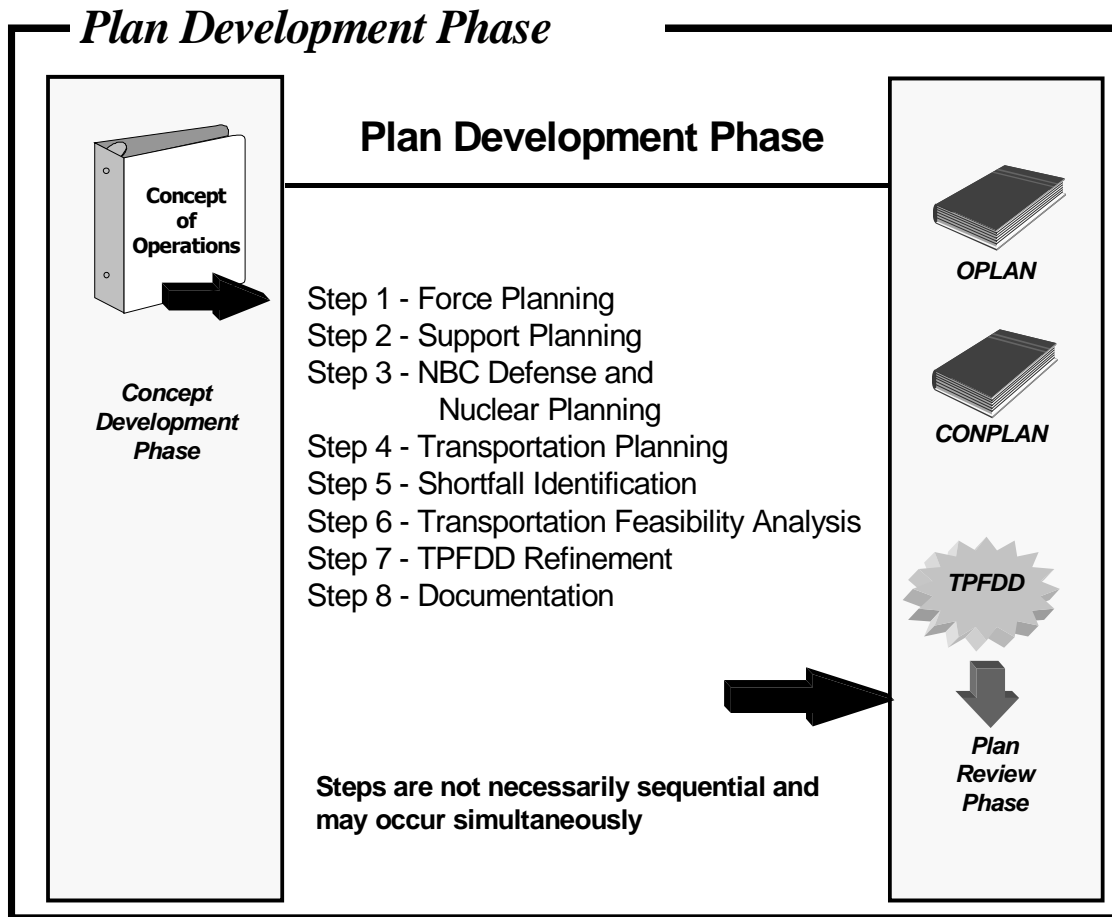 Plan Development Phase
Concept
of
Operations
Concept
Development
Phase
Plan Development Phase
Step 1 - Force Planning
Step 2 - Support Planning
Step 3 - NBC Defense and
Nuclear Planning
Step 4 - Transportation Planning
Step 5 - Shortfall Identification
Step 6 - Transportation Feasibility Analysis
Step 7 - TPFDD Refinement
Step 8 - Documentation
Steps are not necessarily sequential and
may occur simultaneously
OPLAN
CONPLAN
TPFDD
Plan
Review
Phase